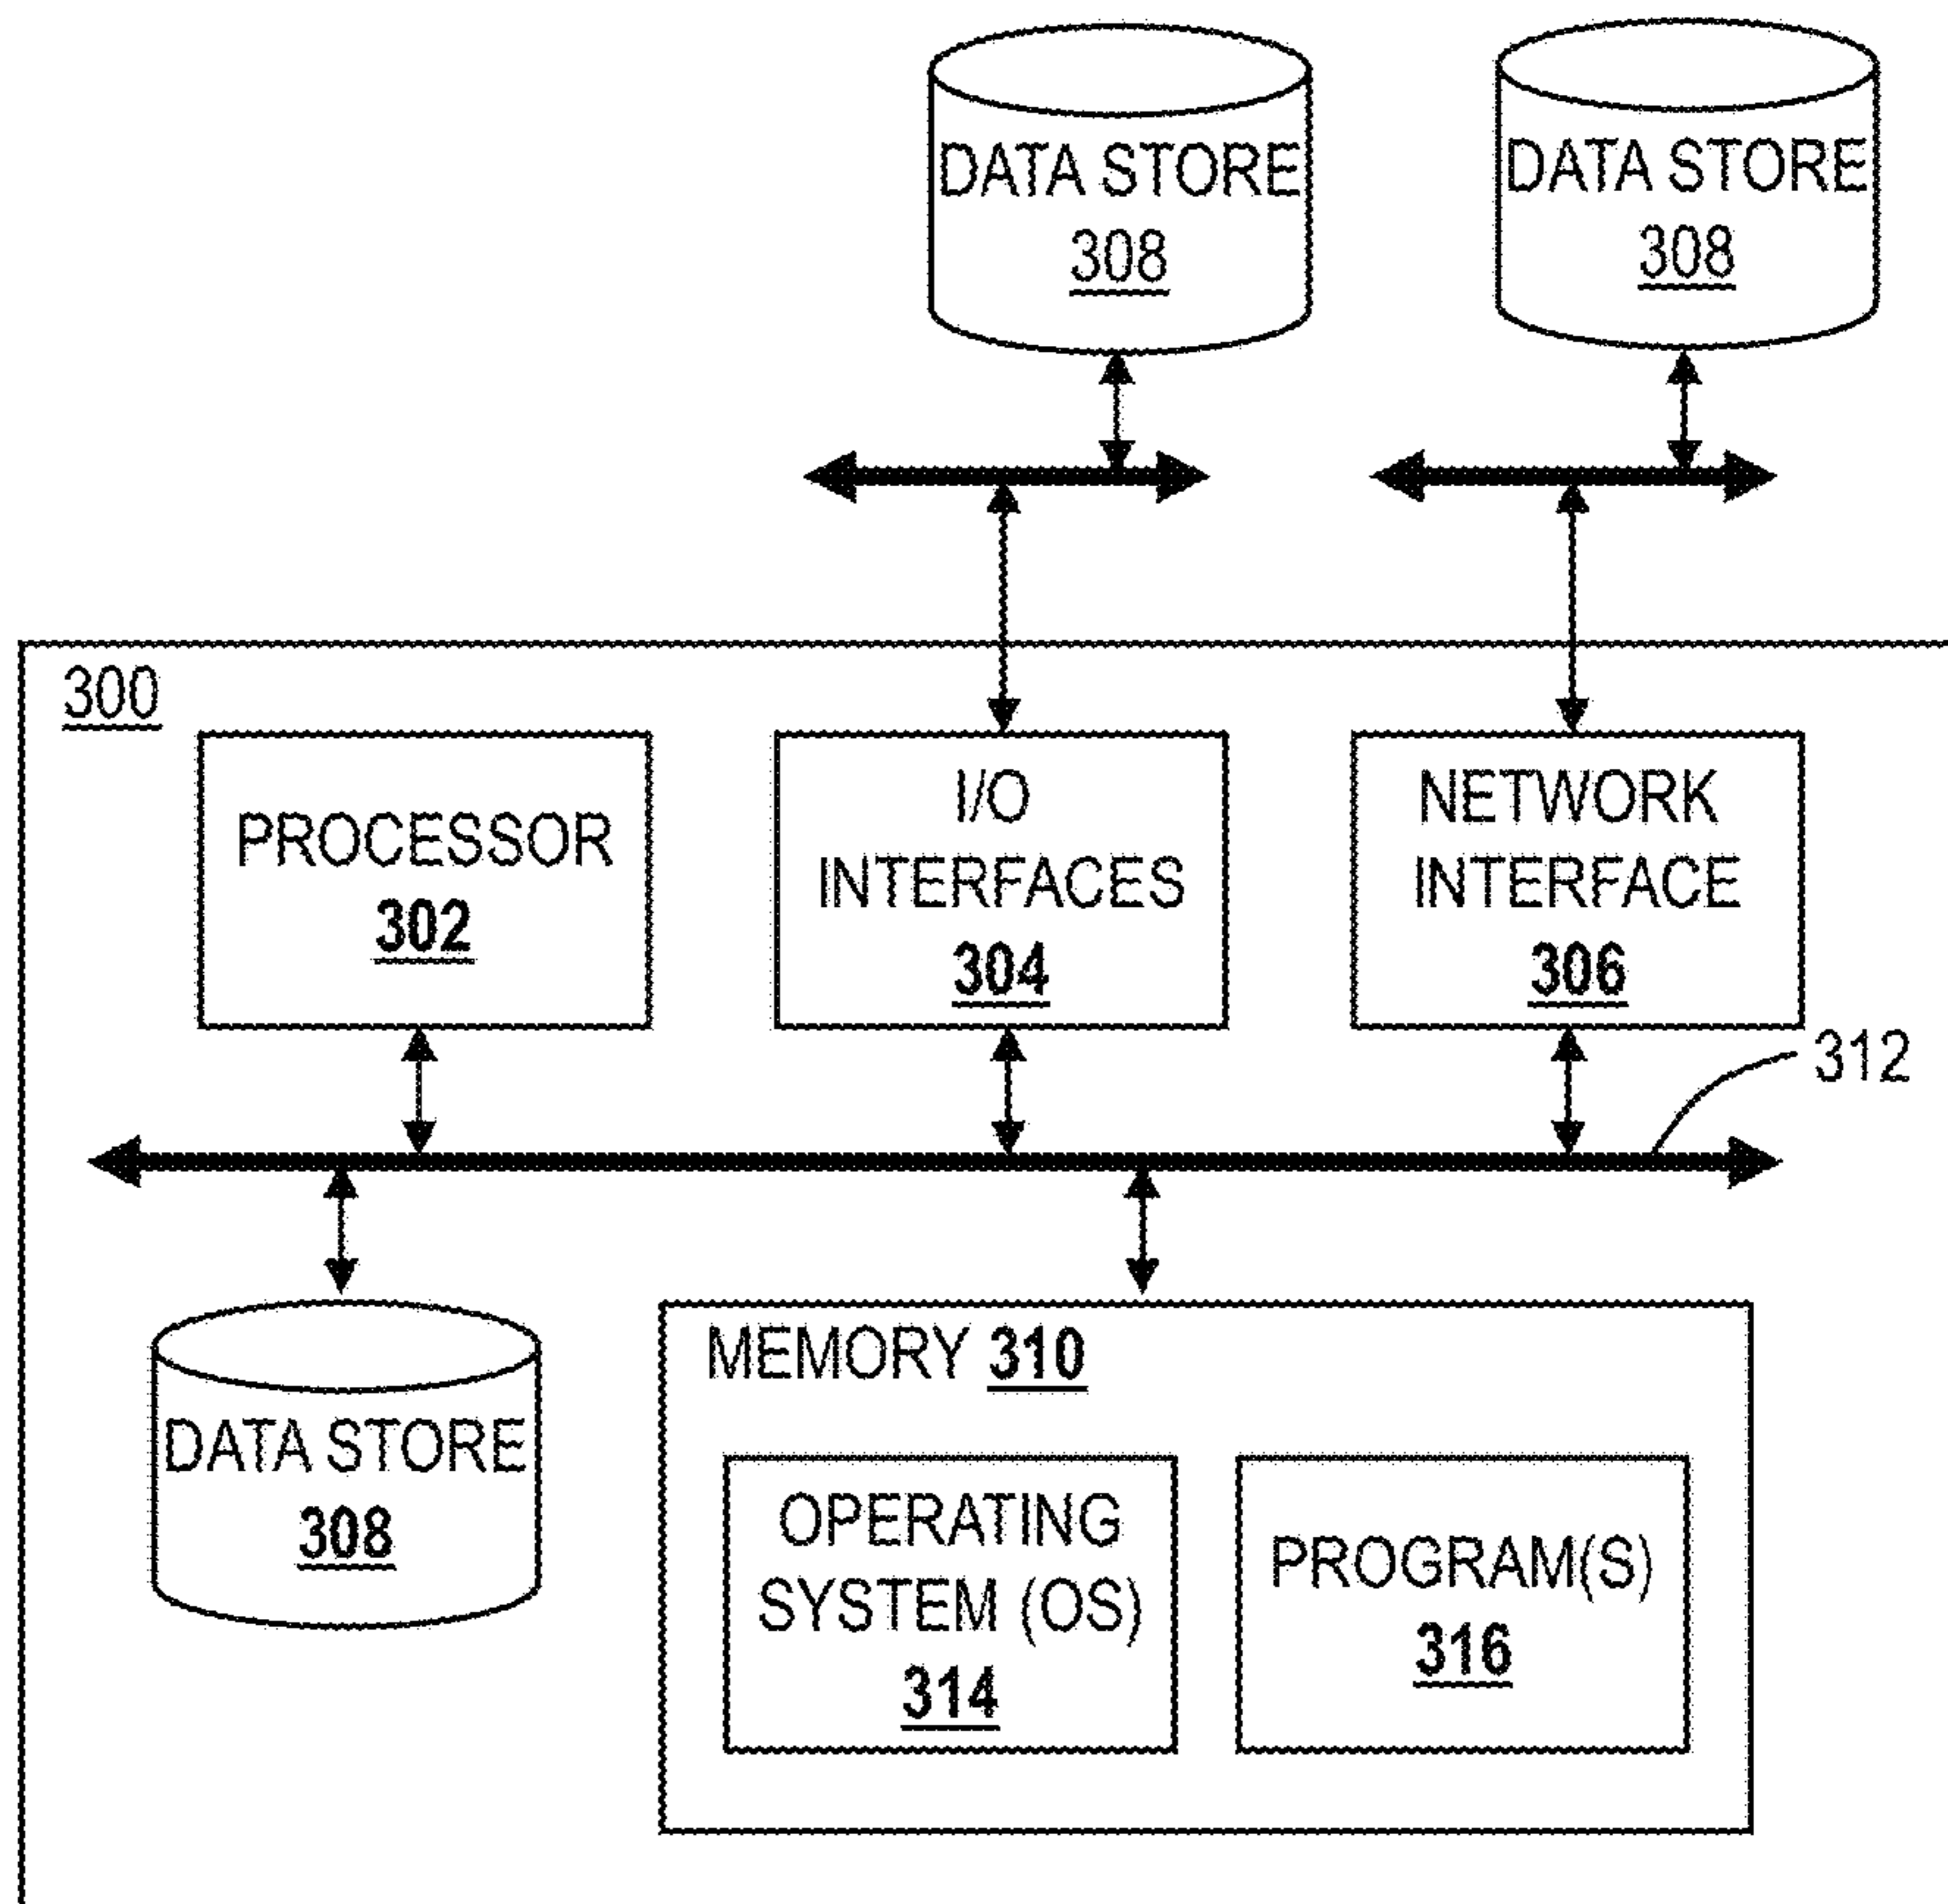 DATA STORE
308
DATA STORE
308
300
PROCESSOR
302
I/O
INTERFACES
304
NETWORK
INTERFACE
306
312
DATA STORE
308
MEMORY 310
OPERATING
SYSTEM (OS)
314
PROGRAM(S)
316